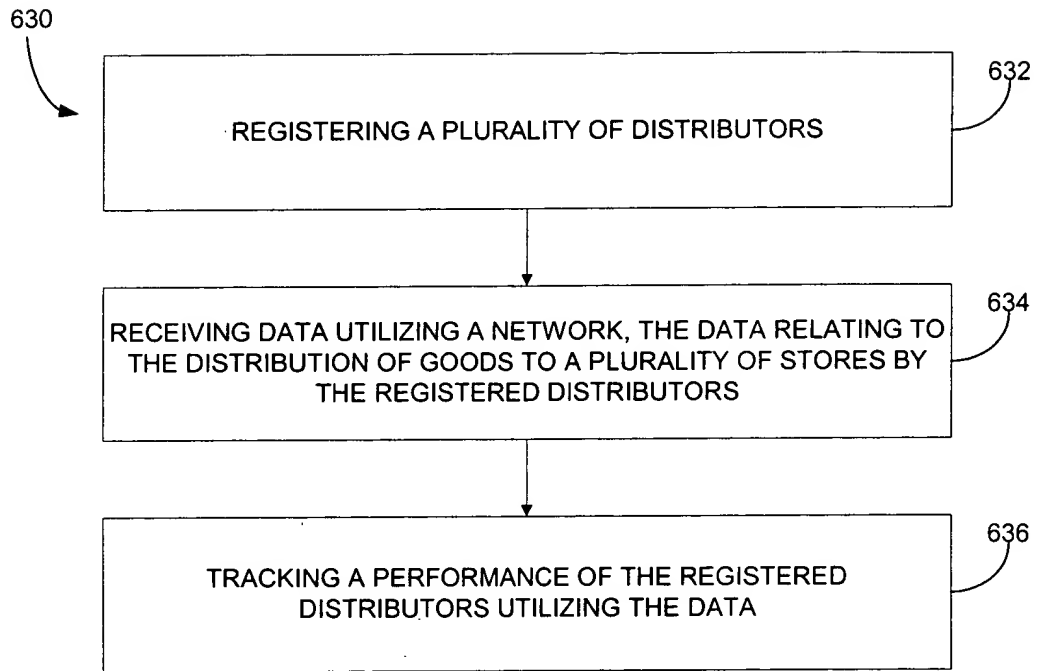 630
632
REGISTERING A PLURALITY OF DISTRIBUTORS
634
RECEIVING DATA UTILIZING A NETWORK, THE DATA RELATING TO
THE DISTRIBUTION OF GOODS TO A PLURALITY OF STORES BY
THE REGISTERED DISTRIBUTORS
636
TRACKING A PERFORMANCE OF THE REGISTERED
DISTRIBUTORS UTILIZING THE DATA